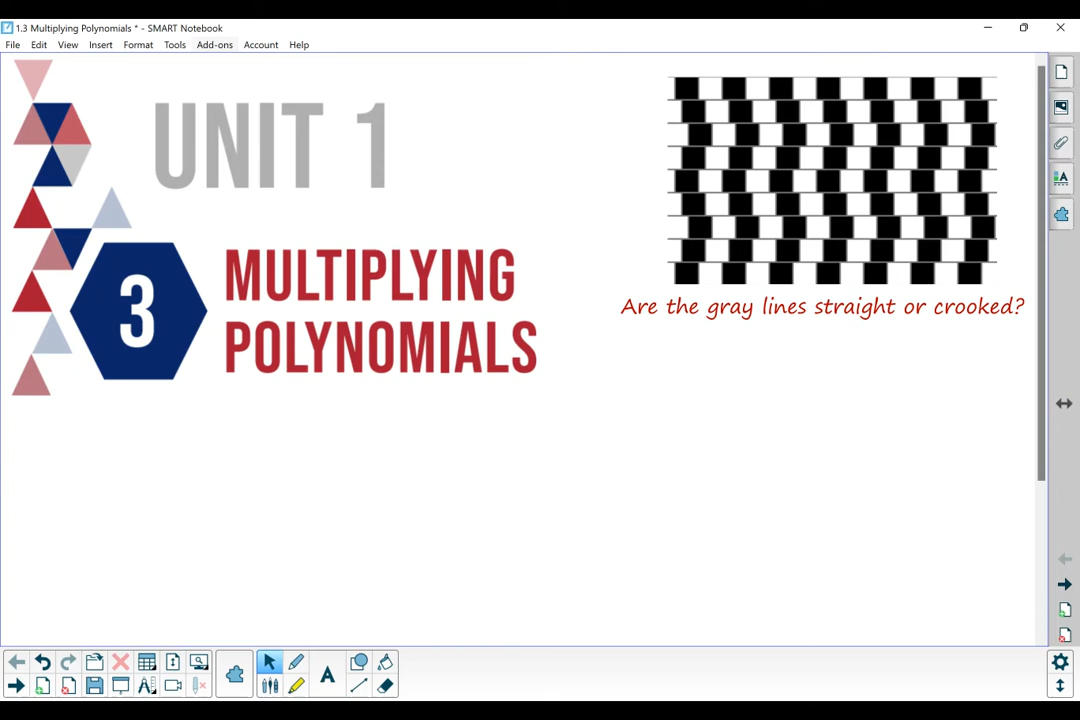 1.3 Multiplying Polynomials * - SMART Notebook
File Edit View Insert Format Tools Add-ons Account Help
UNIT 1
3
MULTIPLYING
POLYNOMIALS
Are the gray lines straight or crooked?